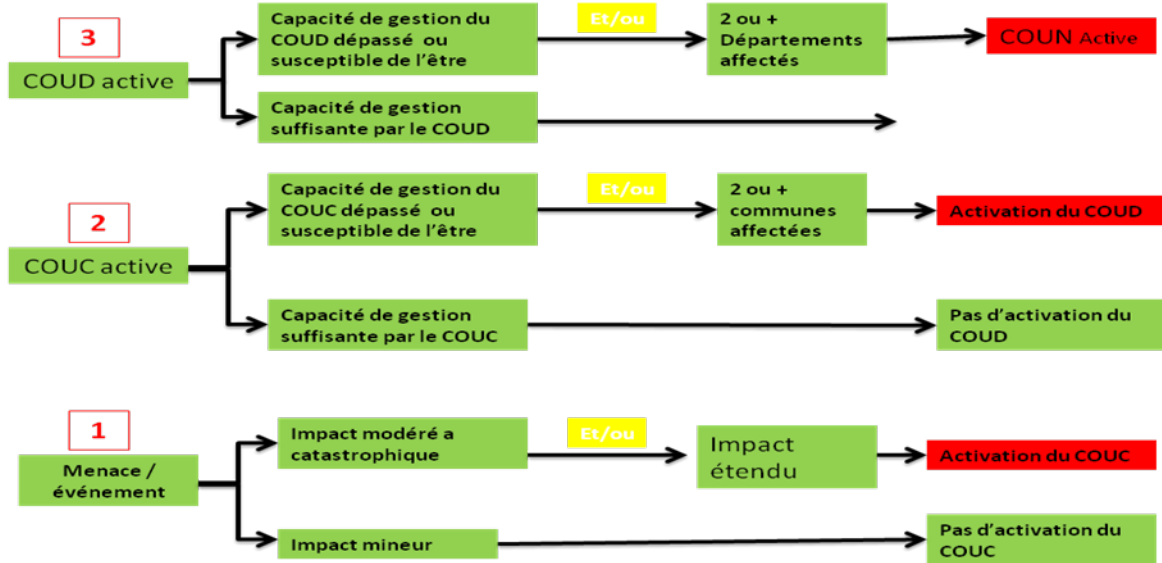 3
COUD active
Capacité de gestion du
COUD dépassé ou
susceptible de l'être
Et/ou
2 ou +
Départements
affectés
COUN Active
Capacité de gestion
suffisante par le COUD
2
COUC active
Capacité de gestion du
COUC dépassé ou
susceptible de l'être
Et/ou
2 ou +
communes
affectées
Activation du COUD
Capacité de gestion
suffisante par le COUC
Pas d'activation du
COUD
1
Menace /
événement
Impact modéré a
catastrophique
Et/ou
Impact
étendu
Activation du COUC
Impact mineur
Pas d'activation du
COUC